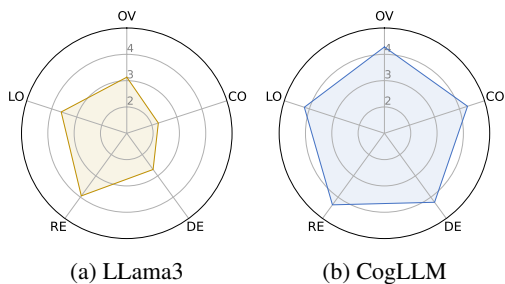 OV OV
4 4
3 3
LO CO LO CO
2 2
RE DE RE DE
(a) LLama3 (b) CogLLM